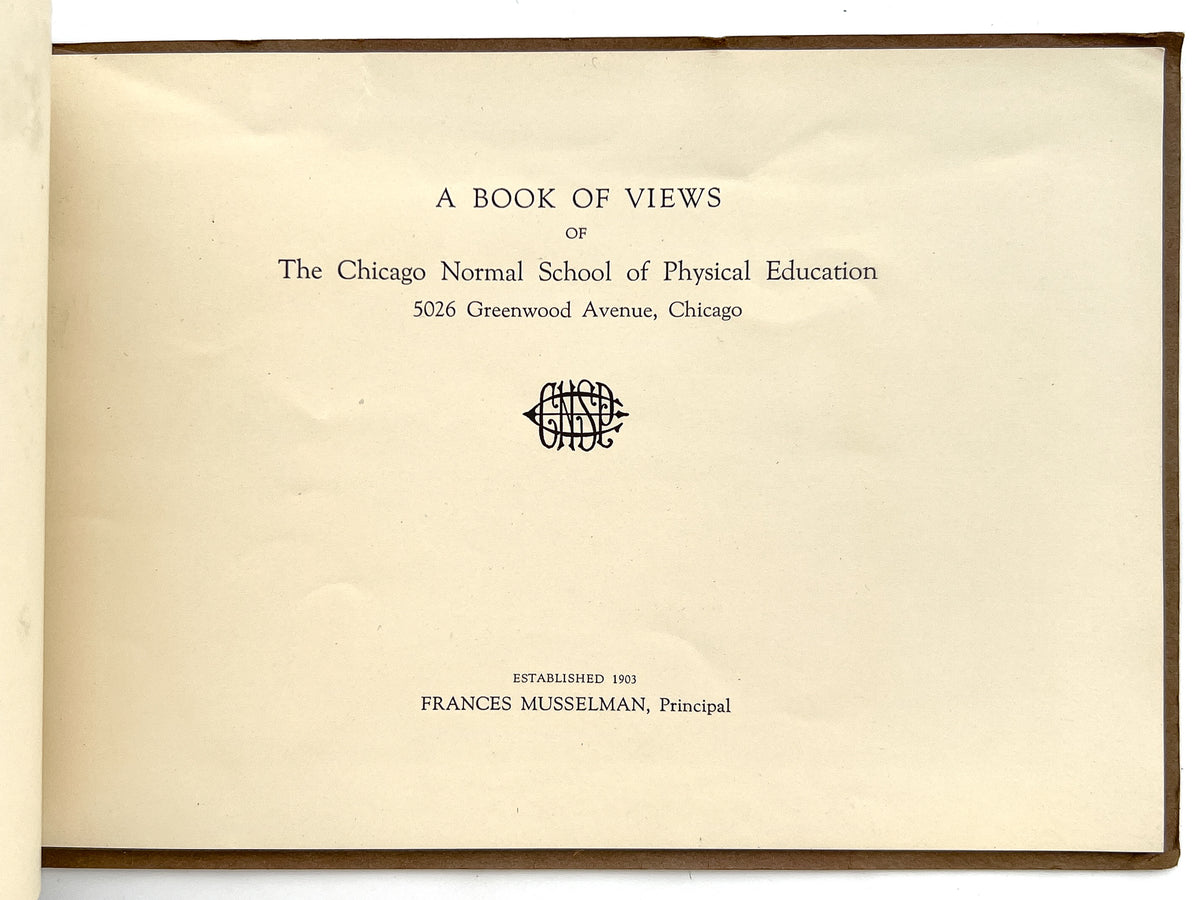 A BOOK OF VIEWS
OF
The Chicago Normal School of Physical Education
5026 Greenwood Avenue, Chicago
CNSPE
ESTABLISHED 1903
FRANCES MUSSELMAN, Principal